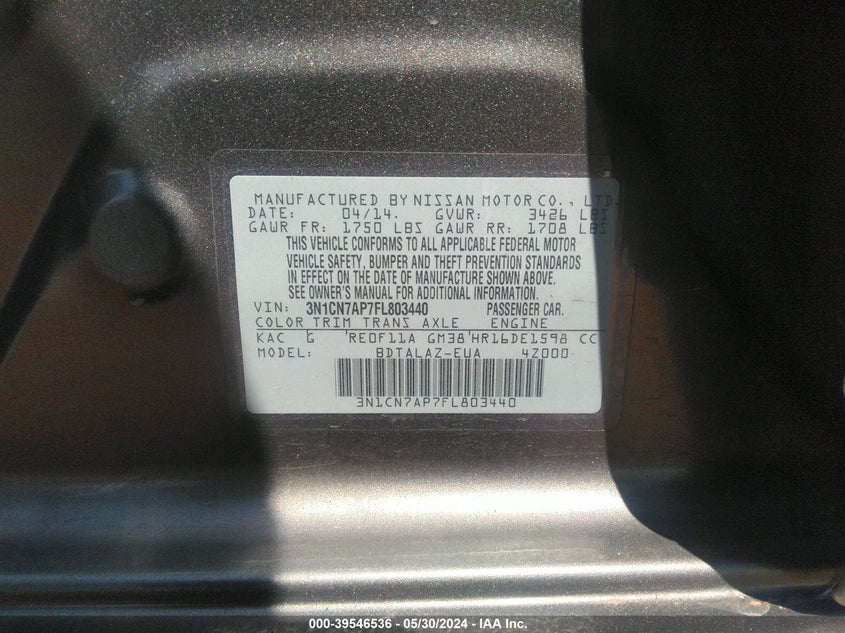 MANUFACTURED BY NISSAN MOTOR CO., LTD.
DATE: 04/14. GVWR: 3426 LBS
GAWR FR: 1750 LBS GAWR RR: 1708 LBS
THIS VEHICLE CONFORMS TO ALL APPLICABLE FEDERAL MOTOR
VEHICLE SAFETY, BUMPER AND THEFT PREVENTION STANDARDS
IN EFFECT ON THE DATE OF MANUFACTURE SHOWN ABOVE.
SEE OWNER'S MANUAL FOR ADDITIONAL INFORMATION.
VIN: 3N1CN7AP7FL803440 PASSENGER CAR.
COLOR TRIM TRANS AXLE ENGINE
KAC G RE0F11A GM38 HR16DE1598 CC
MODEL: BDTALAZ-EUA 4Z000
3N1CN7AP7FL803440
000-39546536 - 05/30/2024 - IAA Inc.